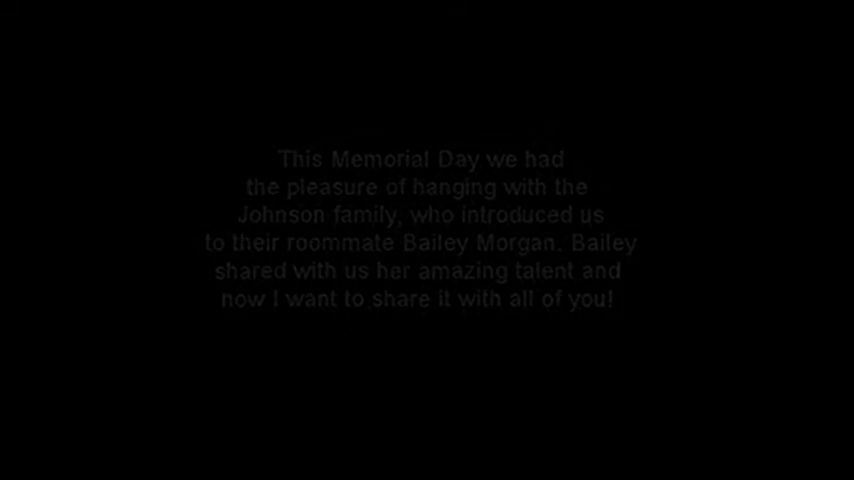 This Memorial Day we had
the pleasure of hanging with the
Johnson family, who introduced us
to their roommate Bailey Morgan. Bailey
shared with us her amazing talent and
now I want to share it with all of you!